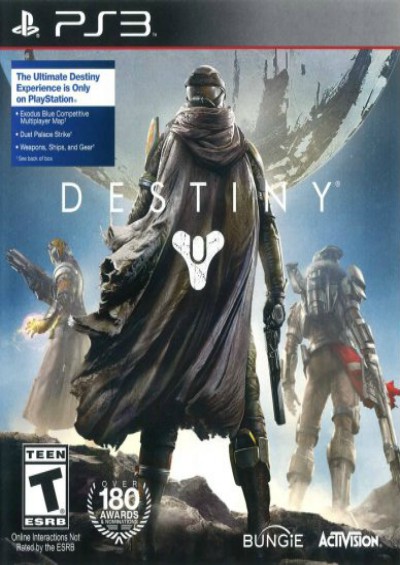 PS3
The Ultimate Destiny
Experience is Only
on PlayStation®
• Exodus Blue Competitive
Multiplayer Map†
• Dust Palace Strike†
• Weapons, Ships, and Gear†
†See back of box
DESTINY®
TEEN
T
ESRB
Online Interactions Not
Rated by the ESRB
OVER
180
AWARDS
& NOMINATIONS
BUNGiE
ACTIVISION®